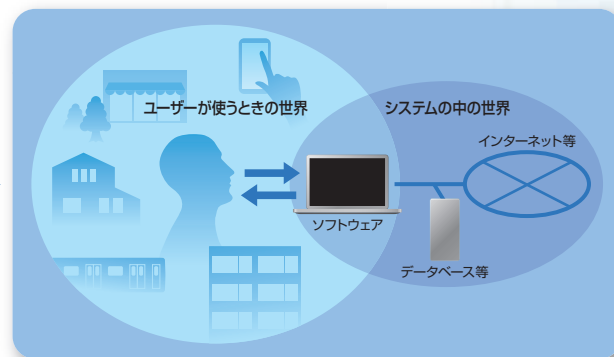 ユーザーが使うときの世界
システムの中の世界
インターネット等
ソフトウェア
データベース等